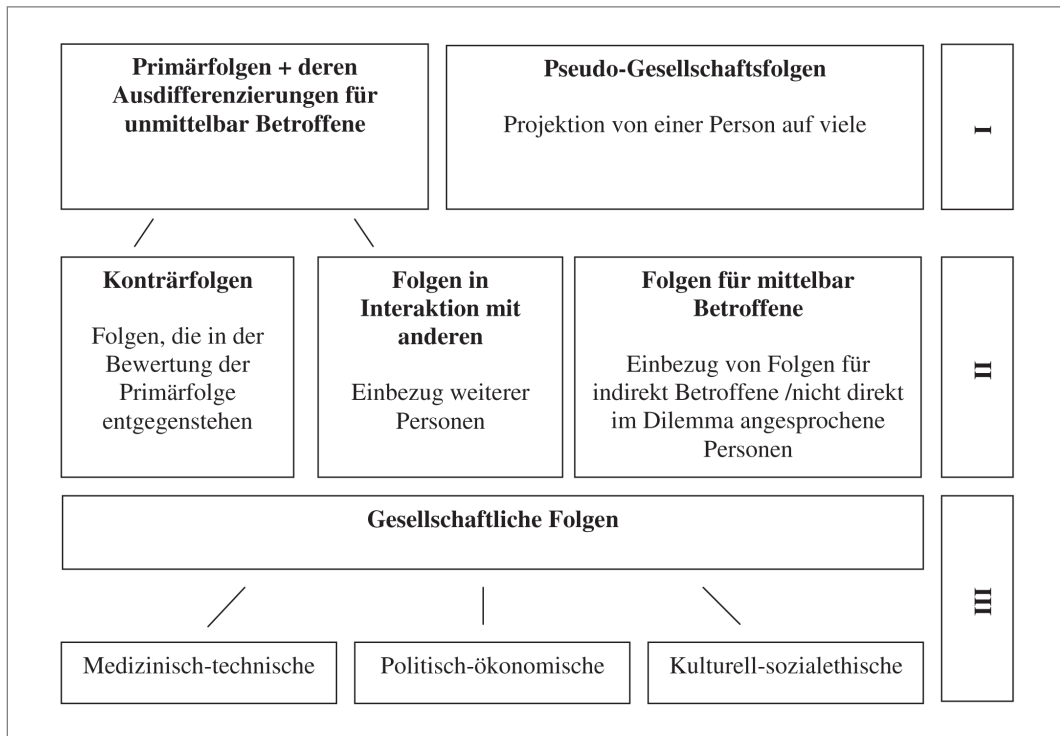 Primärfolgen + deren
Ausdifferenzierungen für
unmittelbar Betroffene
Pseudo-Gesellschaftsfolgen
Projektion von einer Person auf viele
I
Konträrfolgen
Folgen, die in der
Bewertung der
Primärfolge
entgegenstehen
Folgen in
Interaktion mit
anderen
Einbezug weiterer
Personen
Folgen für mittelbar
Betroffene
Einbezug von Folgen für
indirekt Betroffene /nicht direkt
im Dilemma angesprochene
Personen
II
Gesellschaftliche Folgen
Medizinisch-technische
Politisch-ökonomische
Kulturell-sozialethische
III